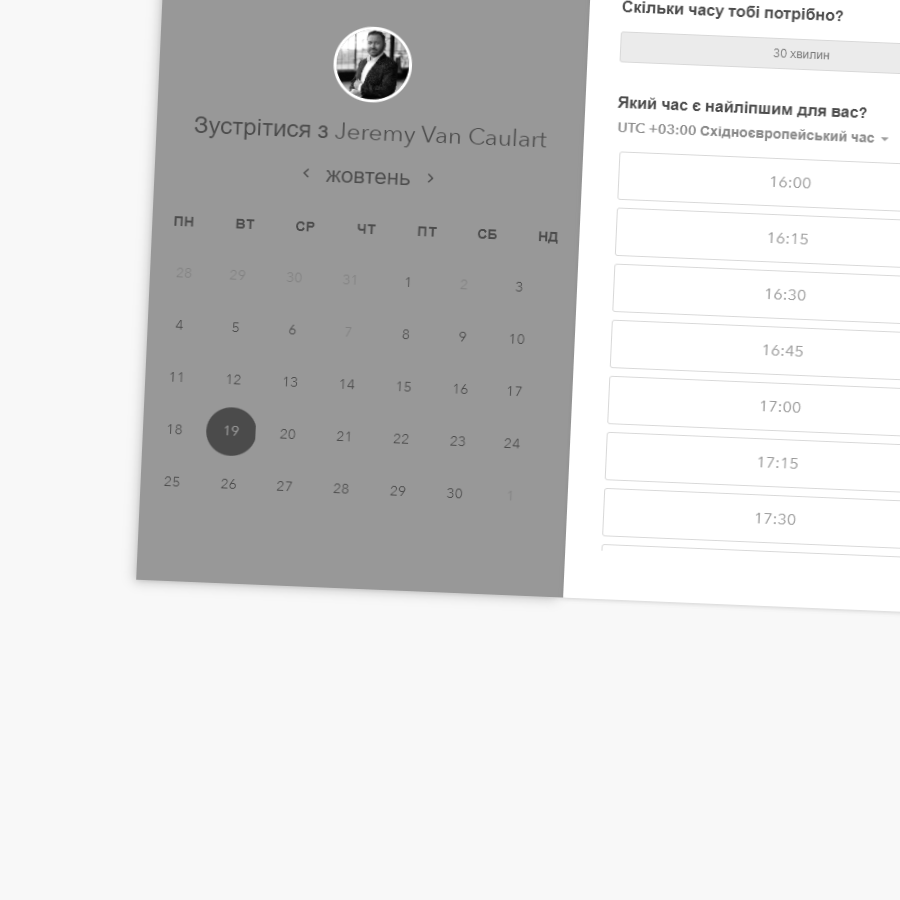 Зустрітися з Jeremy Van Caulart
жовтень
ПН ВТ СР ЧТ ПТ СБ НД
28 29 30 31 1 2 3
4 5 6 7 8 9 10
11 12 13 14 15 16 17
18 19 20 21 22 23 24
25 26 27 28 29 30 1
Скільки часу тобі потрібно?
30 хвилин
Який час є найліпшим для вас?
UTC +03:00 Східноєвропейський час
16:00
16:15
16:30
16:45
17:00
17:15
17:30